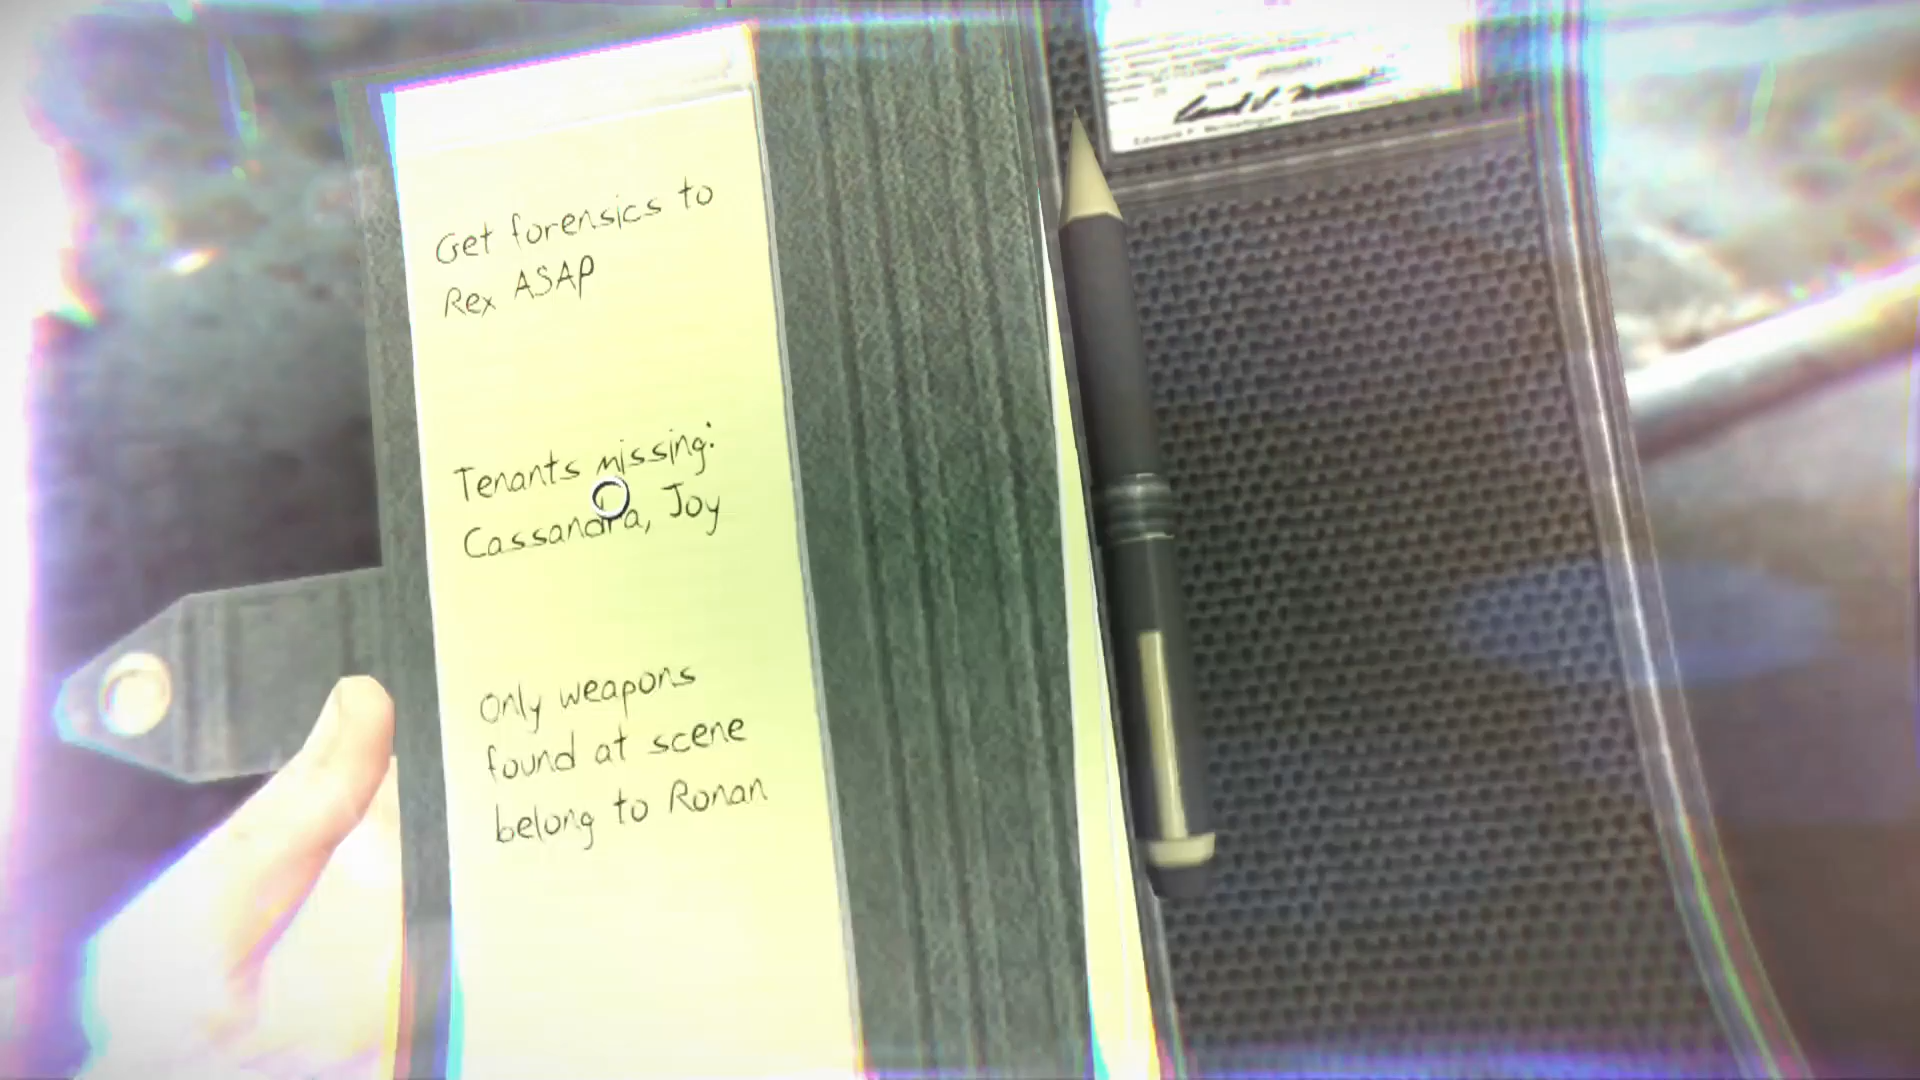 Get forensics to
Rex ASAP
Tenants missing:
Cassandra, Joy
Only weapons
found at scene
belong to Ronan